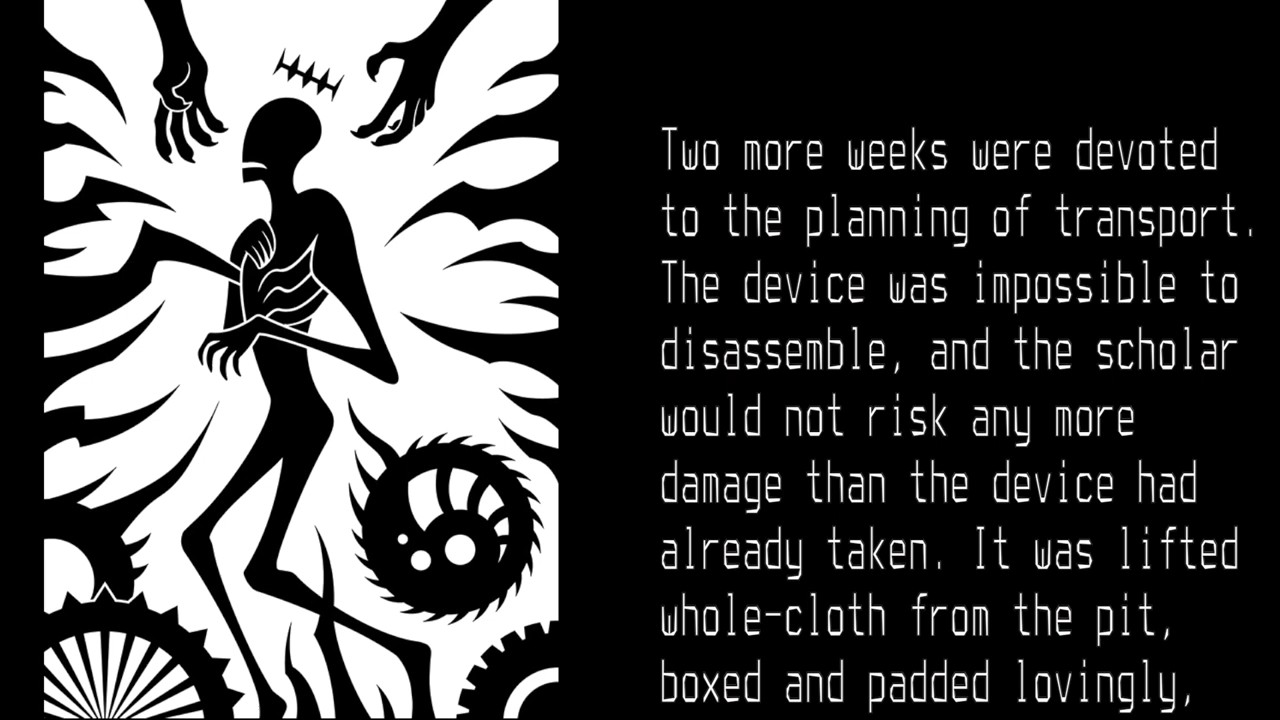 Two more weeks were devoted
to the planning of transport.
The device was impossible to
disassemble, and the scholar
would not risk any more
damage than the device had
already taken. It was lifted
whole-cloth from the pit,
boxed and padded lovingly,